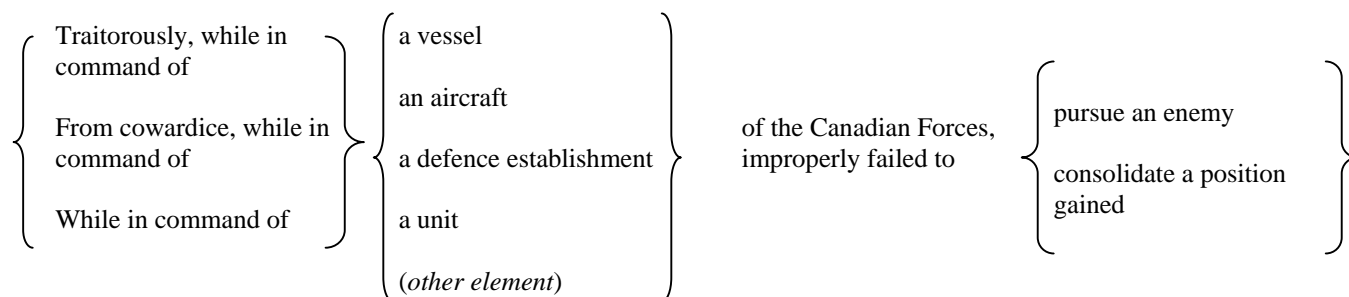 Traitorously, while in
command of
From cowardice, while in
command of
While in command of
a vessel
an aircraft
a defence establishment
a unit
(other element)
of the Canadian Forces,
improperly failed to
pursue an enemy
consolidate a position
gained